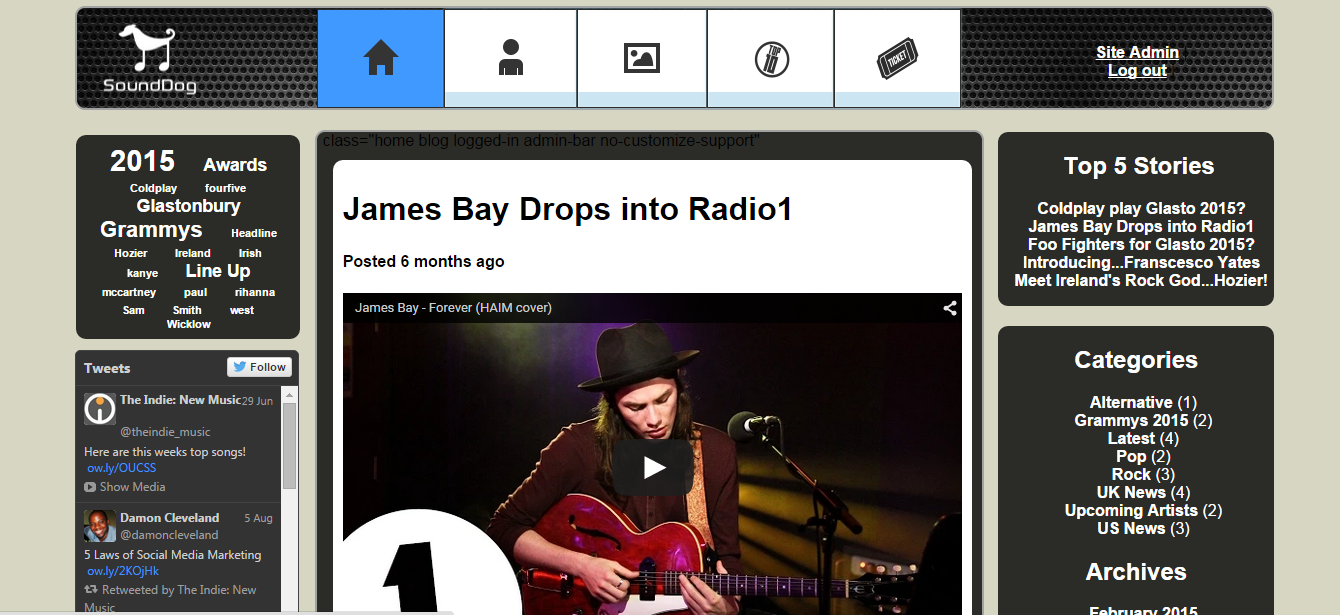 SoundDog
TOP 10
TICKET
Site Admin
Log out
2015 Awards
Coldplay fourfive
Glastonbury
Grammys Headline
Hozier Ireland Irish
kanye Line Up
mccartney paul rihanna
Sam Smith west
Wicklow
Tweets
Follow
The Indie: New Music 29 Jun
@theindie_music
Here are this weeks top songs!
ow.ly/OUCSS
Show Media
Damon Cleveland 5 Aug
@damoncleveland
5 Laws of Social Media Marketing
ow.ly/2KOjHk
Retweeted by The Indie: New
Music
class="home blog logged-in admin-bar no-customize-support"
James Bay Drops into Radio1
Posted 6 months ago
James Bay - Forever (HAIM cover)
1
Top 5 Stories
Coldplay play Glasto 2015?
James Bay Drops into Radio1
Foo Fighters for Glasto 2015?
Introducing...Franscesco Yates
Meet Ireland's Rock God...Hozier!
Categories
Alternative (1)
Grammys 2015 (2)
Latest (4)
Pop (2)
Rock (3)
UK News (4)
Upcoming Artists (2)
US News (3)
Archives
February 2015